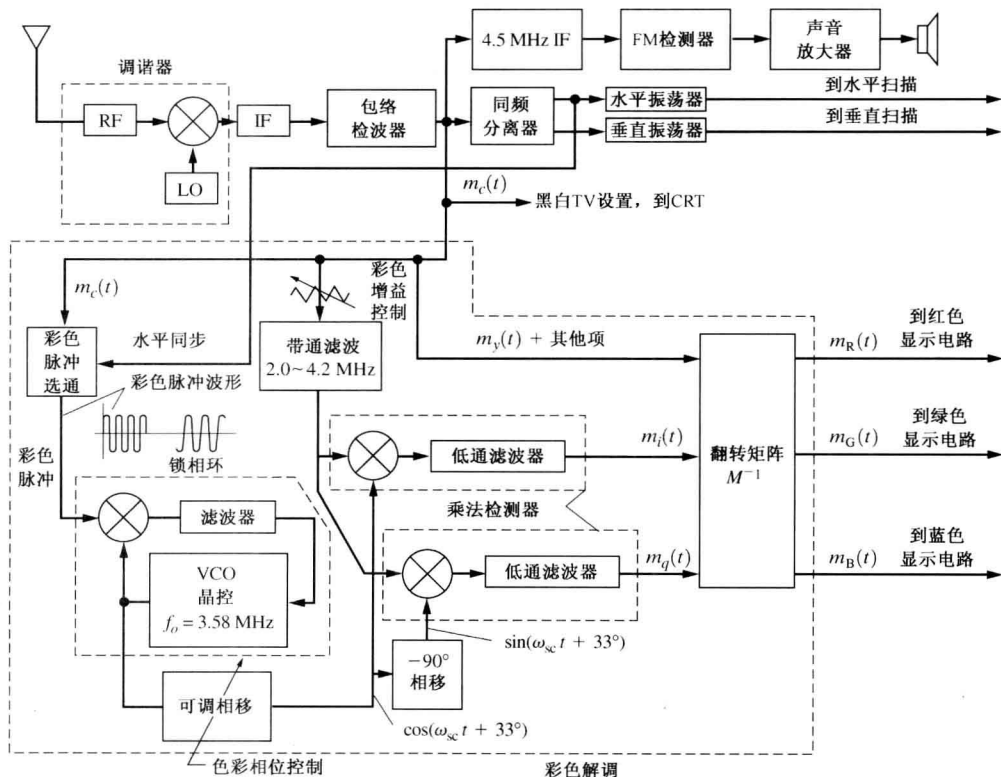 调谐器
RF
LO
IF
包络
检波器
4.5 MHz IF
FM检测器
声音
放大器
同频
分离器
水平振荡器
到水平扫描
垂直振荡器
到垂直扫描
m_c(t)
黑白TV设置，到CRT
m_c(t)
彩色
增益
控制
彩色
脉冲
选通
水平同步
带通滤波
2.0~4.2 MHz
m_y(t) + 其他项
彩色脉冲波形
彩色
脉冲
锁相环
滤波器
VCO
晶控
f_o = 3.58 MHz
可调相移
色彩相位控制
低通滤波器
m_i(t)
乘法检测器
低通滤波器
m_q(t)
sin(ω_sc t + 33°)
−90°
相移
cos(ω_sc t + 33°)
翻转矩阵
M⁻¹
m_R(t)
到红色
显示电路
m_G(t)
到绿色
显示电路
m_B(t)
到蓝色
显示电路
彩色解调